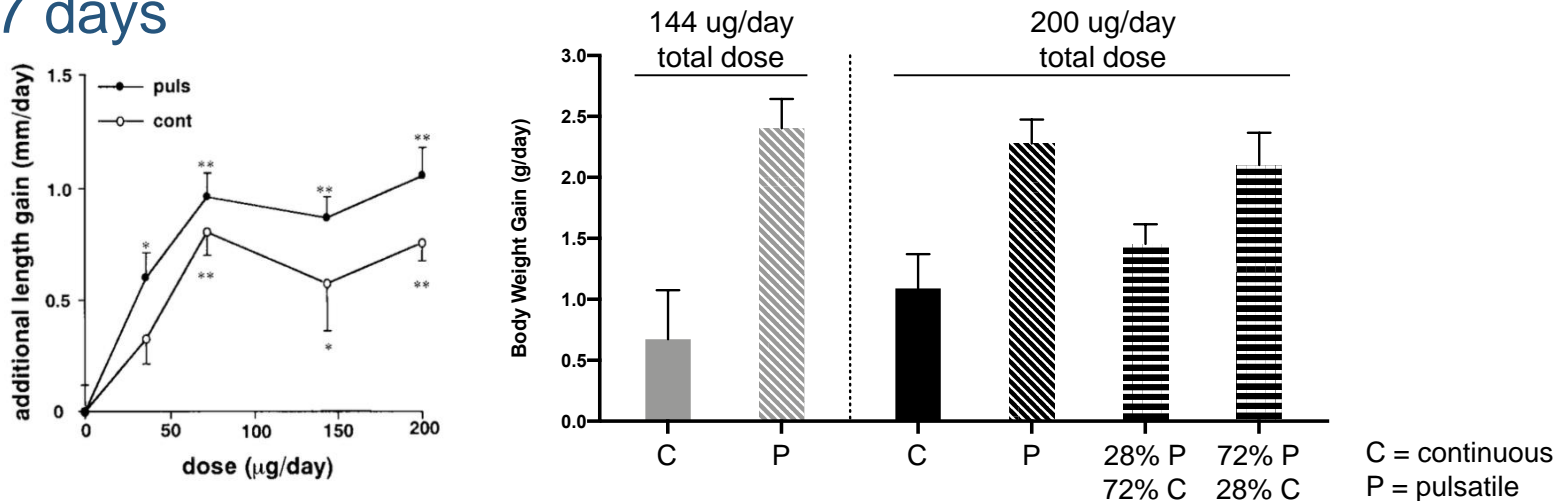 7 days
additional length gain (mm/day)
1.5
1.0
0.5
0
puls
cont
*
**
**
**
**
*
**
0
50
100
150
200
dose (μg/day)
144 ug/day
total dose
200 ug/day
total dose
Body Weight Gain (g/day)
3.0
2.5
2.0
1.5
1.0
0.5
0.0
C
P
C
P
28% P
72% C
72% P
28% C
C = continuous
P = pulsatile